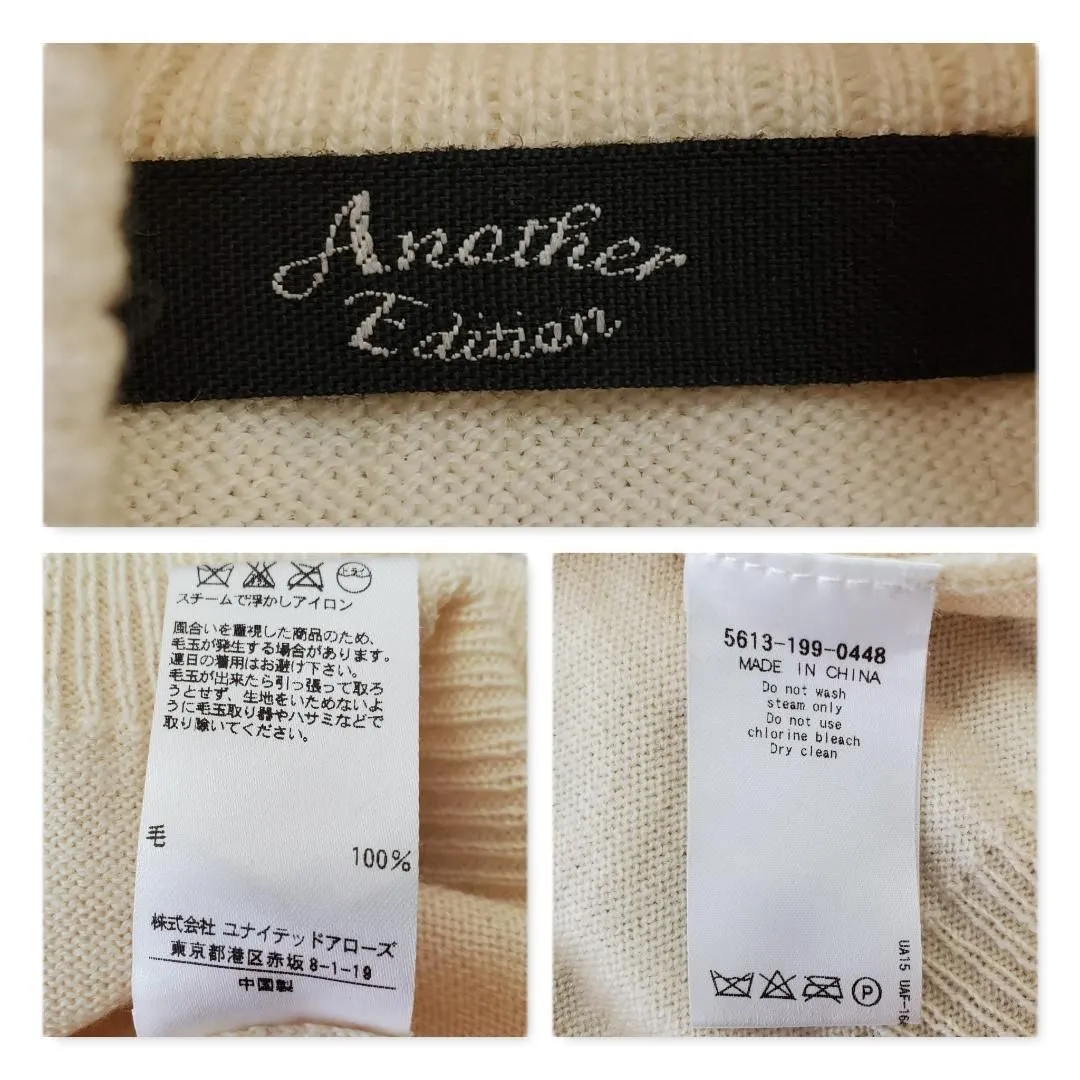 Another
Edition
ドライ
スチームで浮かしアイロン
風合いを重視した商品のため、
毛玉が発生する場合があります。
連日の着用はお避け下さい。
毛玉が出来たら引っ張って取ろ
うとせず、生地をいためないよ
うに毛玉取り器やハサミなどで
取り除いてください。
毛
100%
株式会社 ユナイテッドアローズ
東京都港区赤坂8-1-19
中国製
5613-199-0448
MADE IN CHINA
Do not wash
steam only
Do not use
chlorine bleach
Dry clean
P
UA15 UAF-16